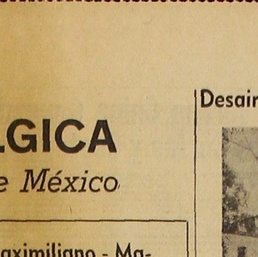 LGICA
e México
aximiliano - Ma-
Desair